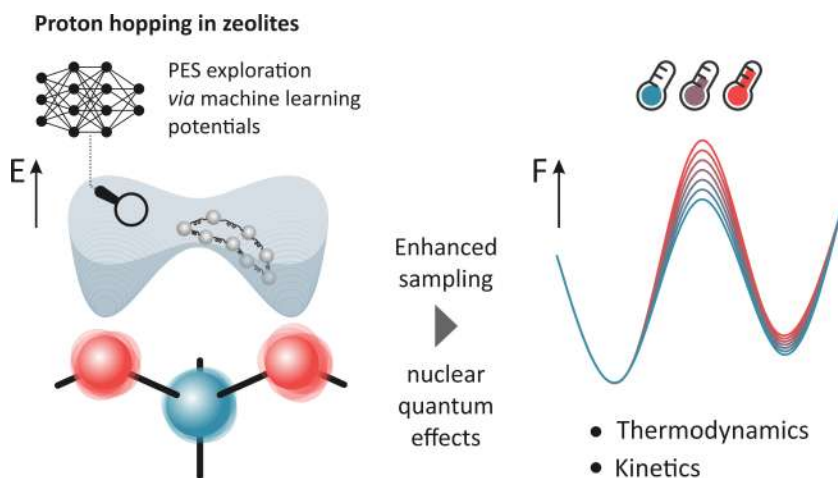 Proton hopping in zeolites
PES exploration
via machine learning
potentials
E
Enhanced
sampling
nuclear
quantum
effects
F
● Thermodynamics
● Kinetics